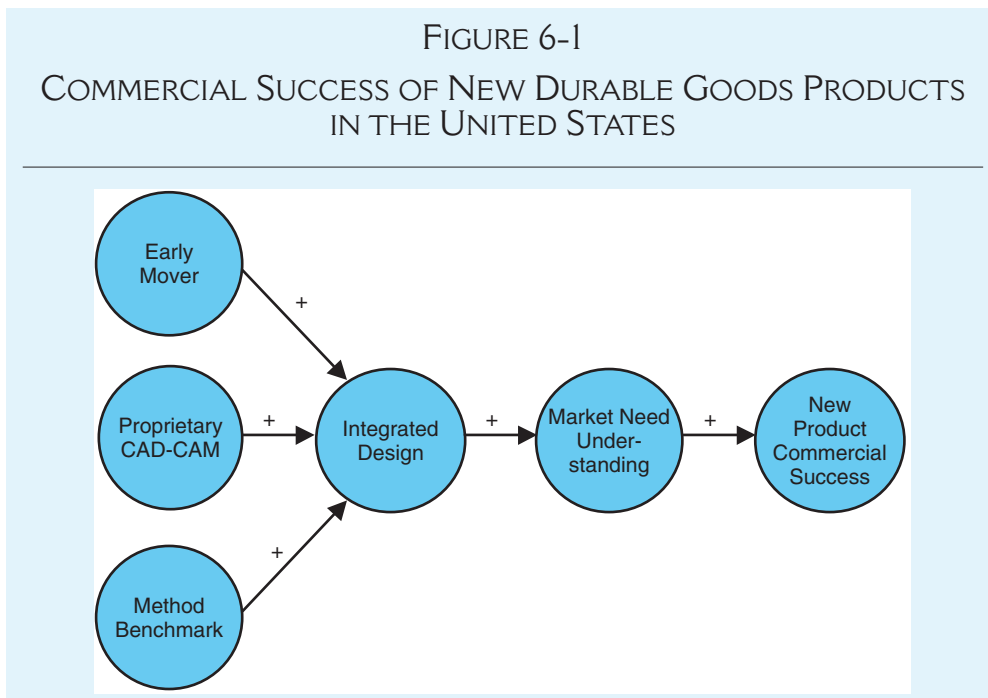 FIGURE 6-1
COMMERCIAL SUCCESS OF NEW DURABLE GOODS PRODUCTS
IN THE UNITED STATES
Early
Mover
+
Proprietary
CAD-CAM
+
Method
Benchmark
+
Integrated
Design
+
Market Need
Under-
standing
+
New
Product
Commercial
Success